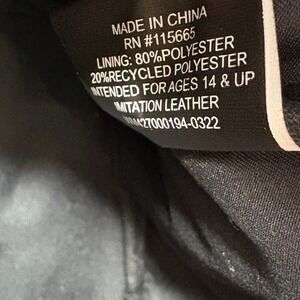 MADE IN CHINA
RN #115665
LINING: 80%POLYESTER
20%RECYCLED POLYESTER
INTENDED FOR AGES 14 & UP
IMITATION LEATHER